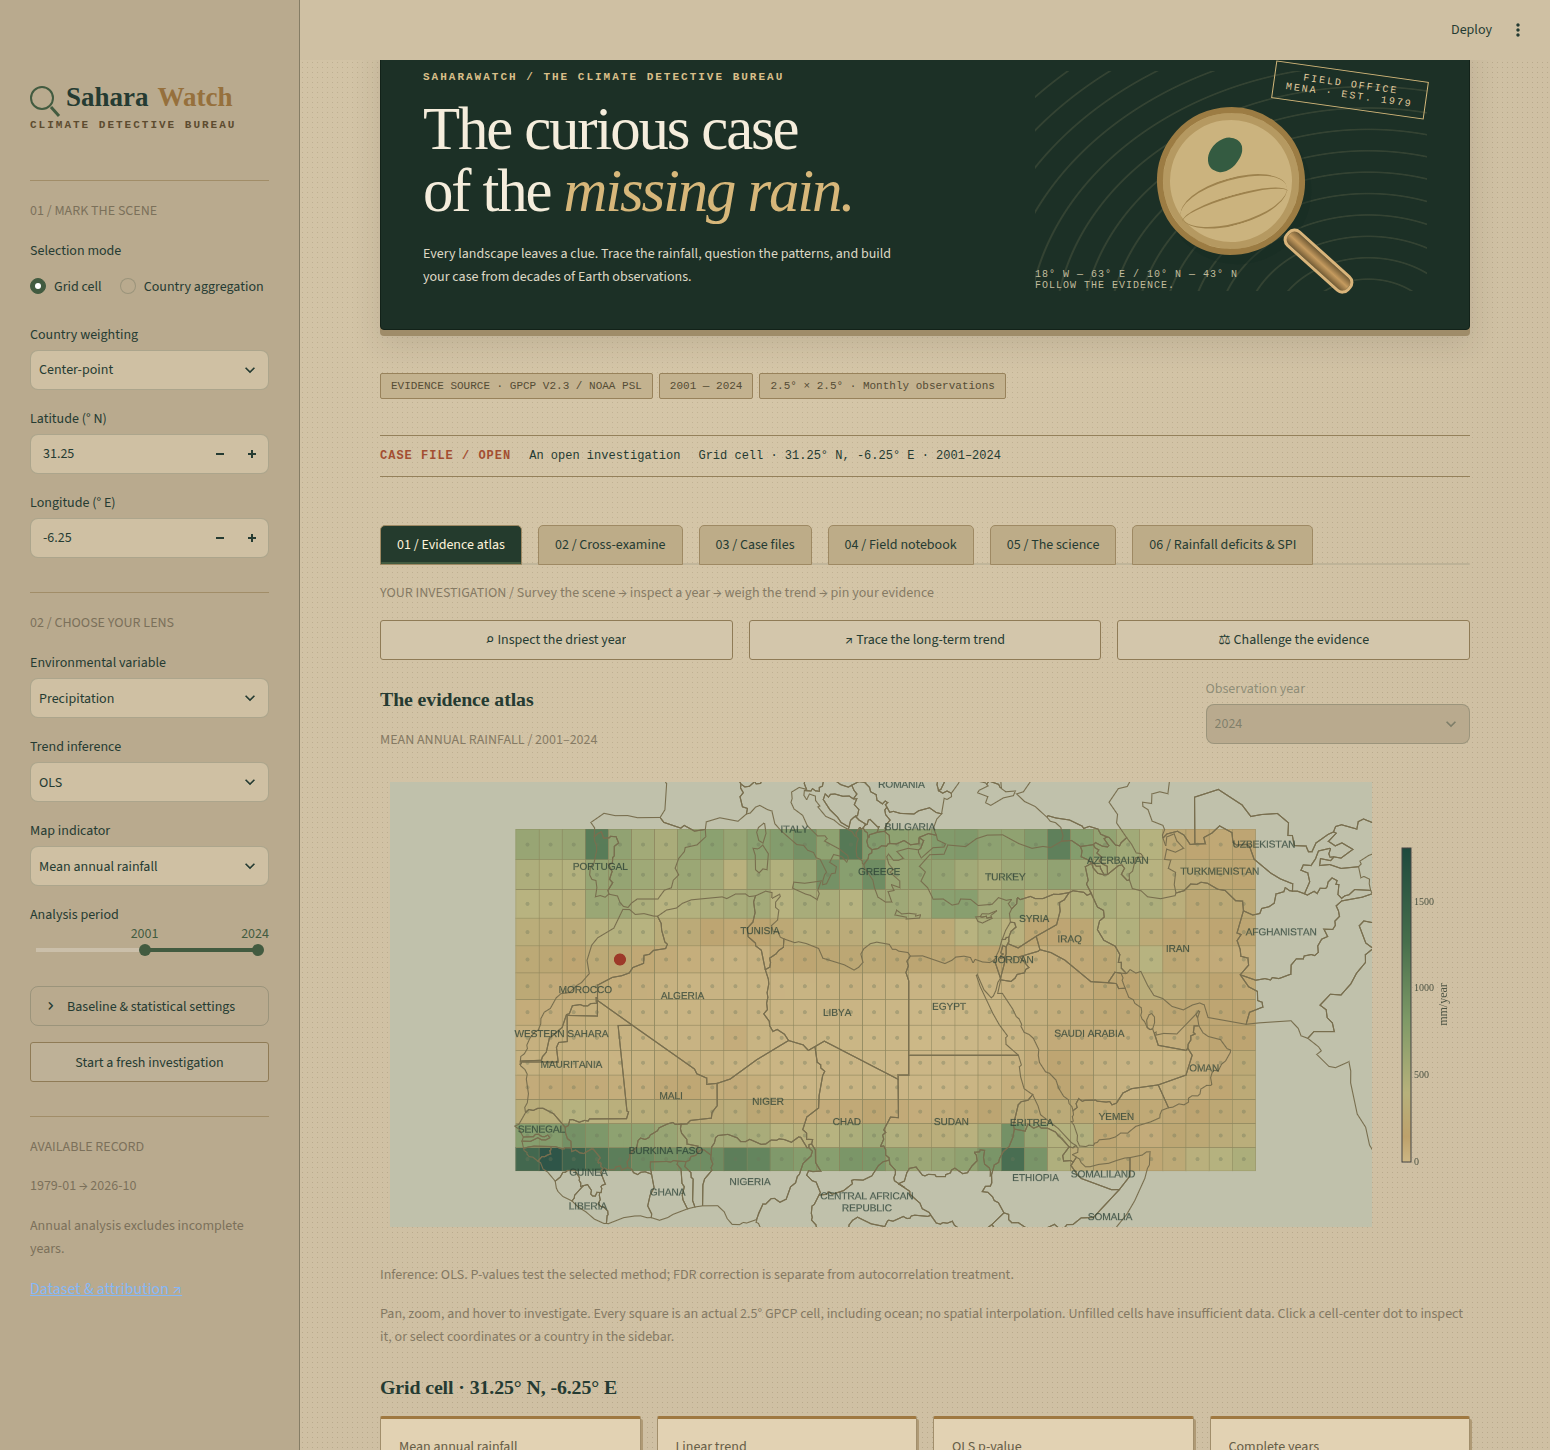 Deploy
Sahara Watch
CLIMATE DETECTIVE BUREAU
01 / MARK THE SCENE
Selection mode
Grid cell
Country aggregation
Country weighting
Center-point
Latitude (° N)
31.25
Longitude (° E)
-6.25
02 / CHOOSE YOUR LENS
Environmental variable
Precipitation
Trend inference
OLS
Map indicator
Mean annual rainfall
Analysis period
2001
2024
Baseline & statistical settings
Start a fresh investigation
AVAILABLE RECORD
1979-01 → 2026-10
Annual analysis excludes incomplete
years.
Dataset & attribution ↗
SAHARAWATCH / THE CLIMATE DETECTIVE BUREAU
The curious case
of the missing rain.
Every landscape leaves a clue. Trace the rainfall, question the patterns, and build
your case from decades of Earth observations.
FIELD OFFICE
MENA · EST. 1979
18° W — 63° E / 10° N — 43° N
FOLLOW THE EVIDENCE.
EVIDENCE SOURCE · GPCP V2.3 / NOAA PSL
2001 — 2024
2.5° × 2.5° · Monthly observations
CASE FILE / OPEN An open investigation Grid cell · 31.25° N, -6.25° E · 2001–2024
01 / Evidence atlas
02 / Cross-examine
03 / Case files
04 / Field notebook
05 / The science
06 / Rainfall deficits & SPI
YOUR INVESTIGATION / Survey the scene → inspect a year → weigh the trend → pin your evidence
⌕ Inspect the driest year
↗ Trace the long-term trend
⚖ Challenge the evidence
The evidence atlas
Observation year
2024
MEAN ANNUAL RAINFALL / 2001–2024
ROMANIA
ITALY
BULGARIA
UZBEKISTAN
PORTUGAL
GREECE
TURKEY
AZERBAIJAN
TURKMENISTAN
TUNISIA
SYRIA
IRAQ
IRAN
AFGHANISTAN
JORDAN
MOROCCO
ALGERIA
LIBYA
EGYPT
WESTERN SAHARA
SAUDI ARABIA
MAURITANIA
OMAN
MALI
NIGER
CHAD
SUDAN
ERITREA
YEMEN
SENEGAL
BURKINA FASO
GUINEA
NIGERIA
ETHIOPIA
SOMALILAND
GHANA
CENTRAL AFRICAN
REPUBLIC
LIBERIA
SOMALIA
1500
1000
500
0
mm/year
Inference: OLS. P-values test the selected method; FDR correction is separate from autocorrelation treatment.
Pan, zoom, and hover to investigate. Every square is an actual 2.5° GPCP cell, including ocean; no spatial interpolation. Unfilled cells have insufficient data. Click a cell-center dot to inspect
it, or select coordinates or a country in the sidebar.
Grid cell · 31.25° N, -6.25° E
Mean annual rainfall
Linear trend
OLS p-value
Complete years